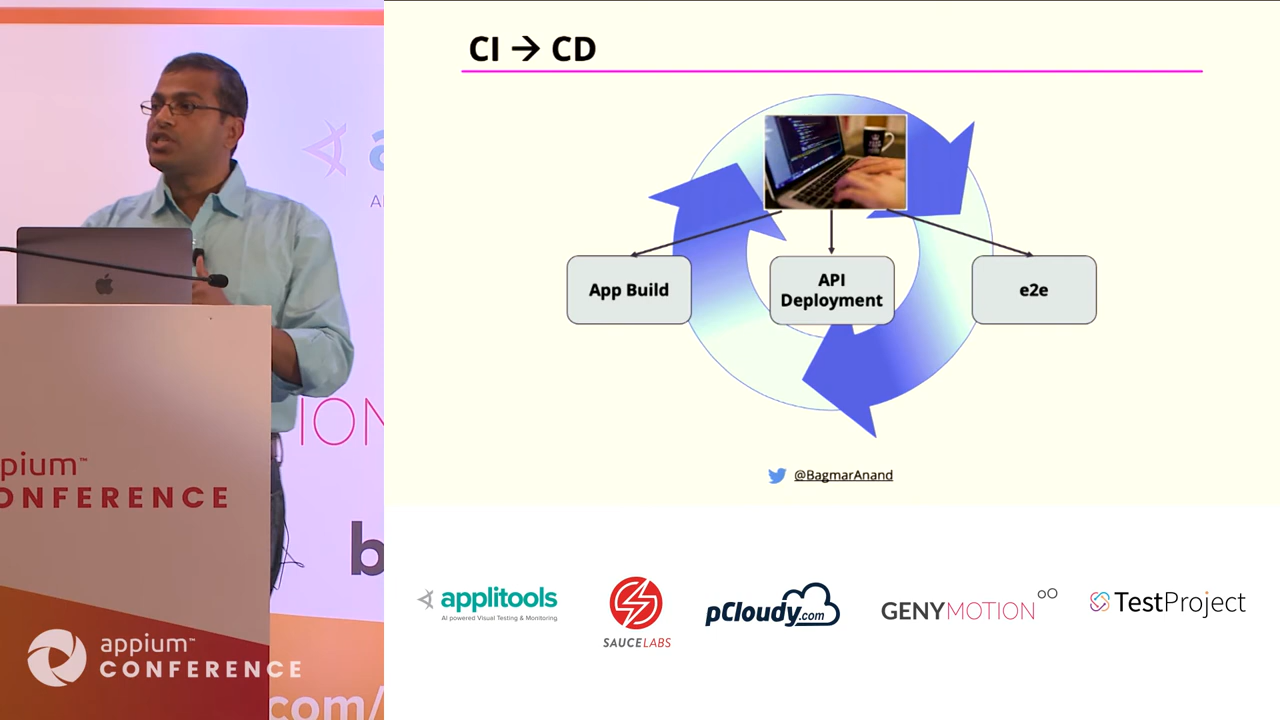 CI → CD
App Build
API
Deployment
e2e
@BagmarAnand
applitools
AI powered Visual Testing & Monitoring
SAUCELABS
pCloudy.com
GENYMOTION
TestProject
a
A
ION
pium™
ONFERENCE
b
appium™
CONFERENCE
.com/